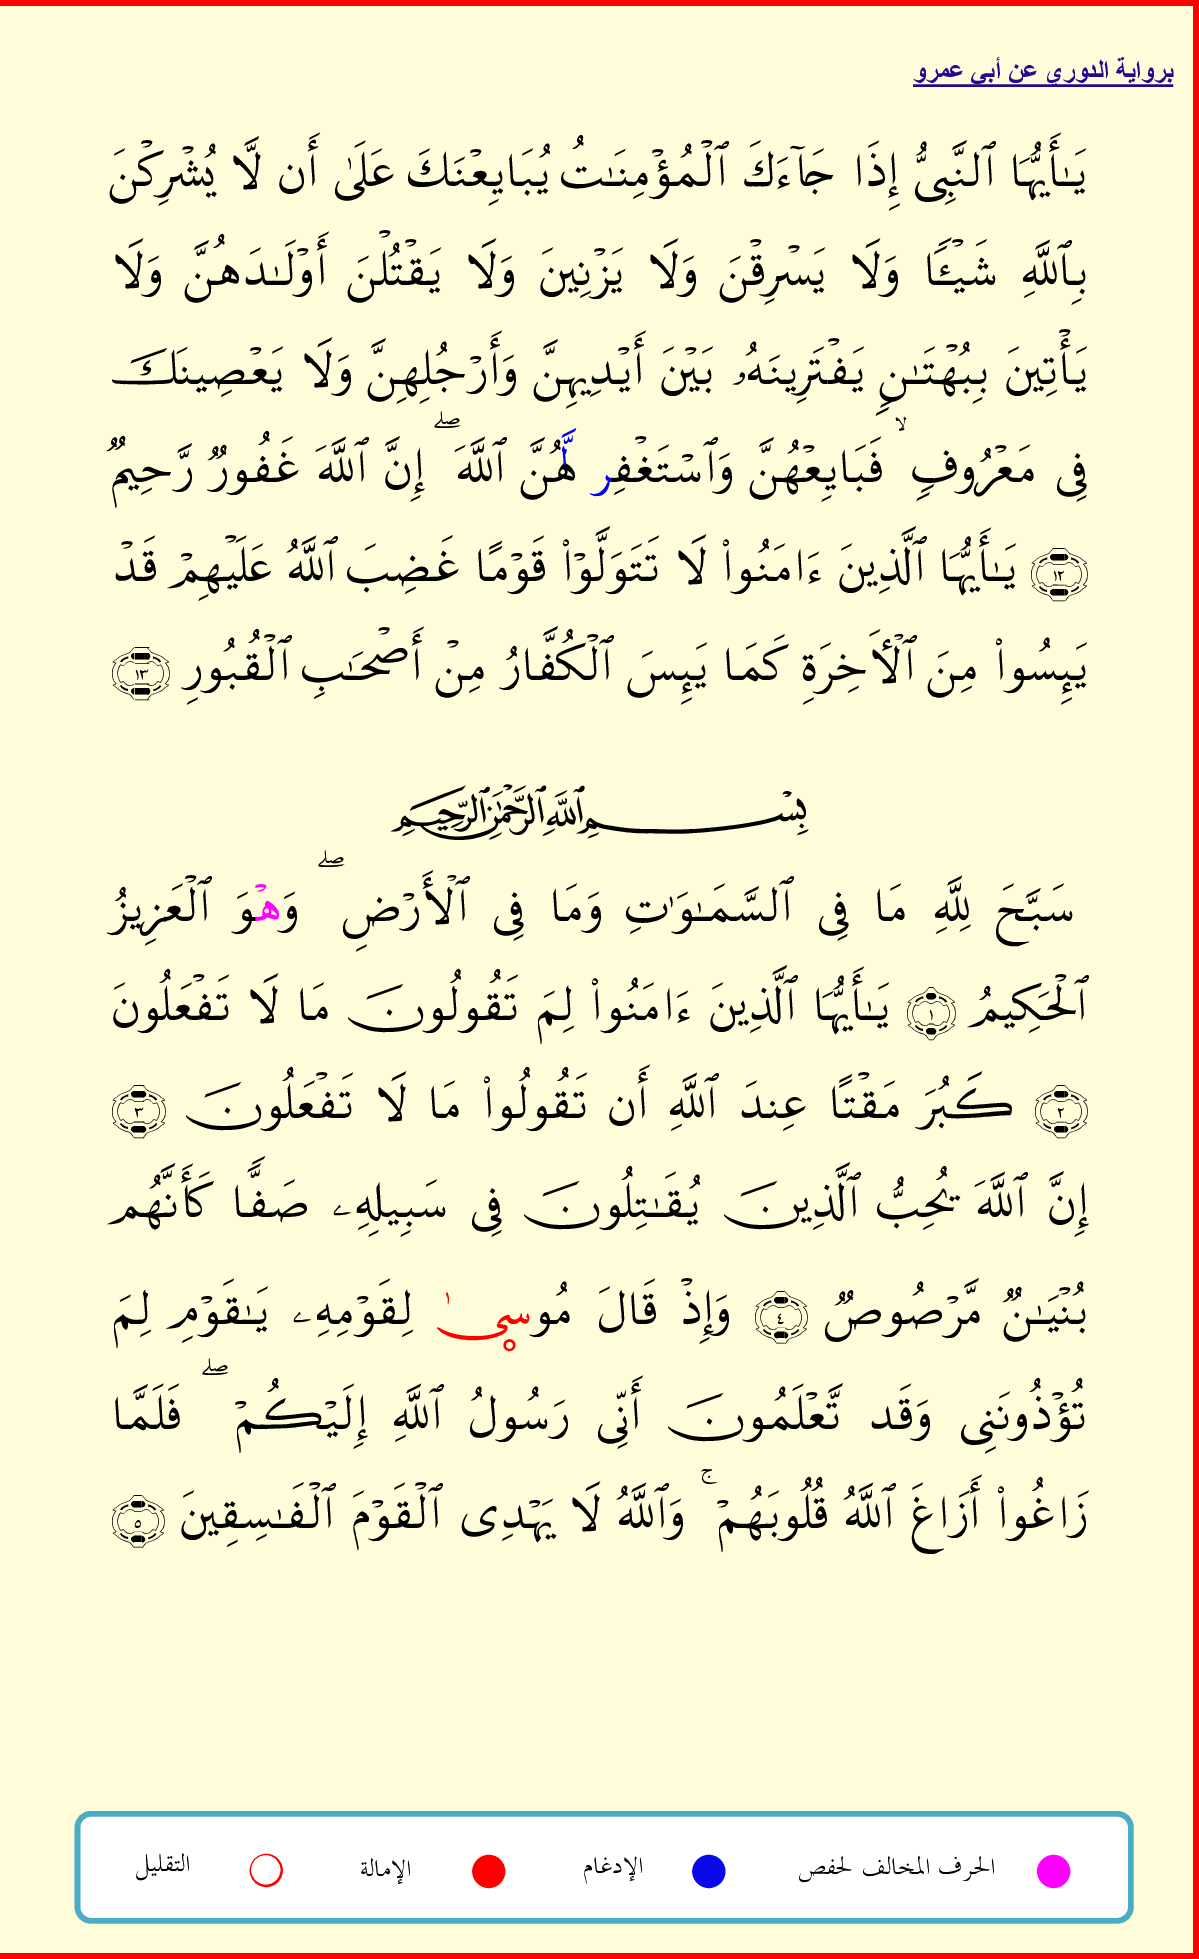 برواية الدوري عن أبي عمرو
يَٰٓأَيُّهَا ٱلنَّبِىُّ إِذَا جَآءَكَ ٱلْمُؤْمِنَٰتُ يُبَايِعْنَكَ عَلَىٰٓ أَن لَّا يُشْرِكْنَ
بِٱللَّهِ شَيْـًٔا وَلَا يَسْرِقْنَ وَلَا يَزْنِينَ وَلَا يَقْتُلْنَ أَوْلَٰدَهُنَّ وَلَا
يَأْتِينَ بِبُهْتَٰنٍ يَفْتَرِينَهُۥ بَيْنَ أَيْدِيهِنَّ وَأَرْجُلِهِنَّ وَلَا يَعْصِينَكَ
فِى مَعْرُوفٍ ۙ فَبَايِعْهُنَّ وَٱسْتَغْفِر لَّهُنَّ ٱللَّهَ ۖ إِنَّ ٱللَّهَ غَفُورٌ رَّحِيمٌ
١٢ يَٰٓأَيُّهَا ٱلَّذِينَ ءَامَنُوا۟ لَا تَتَوَلَّوْا۟ قَوْمًا غَضِبَ ٱللَّهُ عَلَيْهِمْ قَدْ
يَئِسُوا۟ مِنَ ٱلْأَخِرَةِ كَمَا يَئِسَ ٱلْكُفَّارُ مِنْ أَصْحَٰبِ ٱلْقُبُورِ ١٣
بِسْمِ ٱللَّهِ ٱلرَّحْمَٰنِ ٱلرَّحِيمِ
سَبَّحَ لِلَّهِ مَا فِى ٱلسَّمَٰوَٰتِ وَمَا فِى ٱلْأَرْضِ ۖ وَهْوَ ٱلْعَزِيزُ
ٱلْحَكِيمُ ١ يَٰٓأَيُّهَا ٱلَّذِينَ ءَامَنُوا۟ لِمَ تَقُولُونَ مَا لَا تَفْعَلُونَ
٢ كَبُرَ مَقْتًا عِندَ ٱللَّهِ أَن تَقُولُوا۟ مَا لَا تَفْعَلُونَ ٣
إِنَّ ٱللَّهَ يُحِبُّ ٱلَّذِينَ يُقَٰتِلُونَ فِى سَبِيلِهِۦ صَفًّا كَأَنَّهُم
بُنْيَٰنٌ مَّرْصُوصٌ ٤ وَإِذْ قَالَ مُوسىٰ لِقَوْمِهِۦ يَٰقَوْمِ لِمَ
تُؤْذُونَنِى وَقَد تَّعْلَمُونَ أَنِّى رَسُولُ ٱللَّهِ إِلَيْكُمْ ۖ فَلَمَّا
زَاغُوٓا۟ أَزَاغَ ٱللَّهُ قُلُوبَهُمْ ۚ وَٱللَّهُ لَا يَهْدِى ٱلْقَوْمَ ٱلْفَٰسِقِينَ ٥
الحرف المخالف لحفص الإدغام الإمالة التقليل